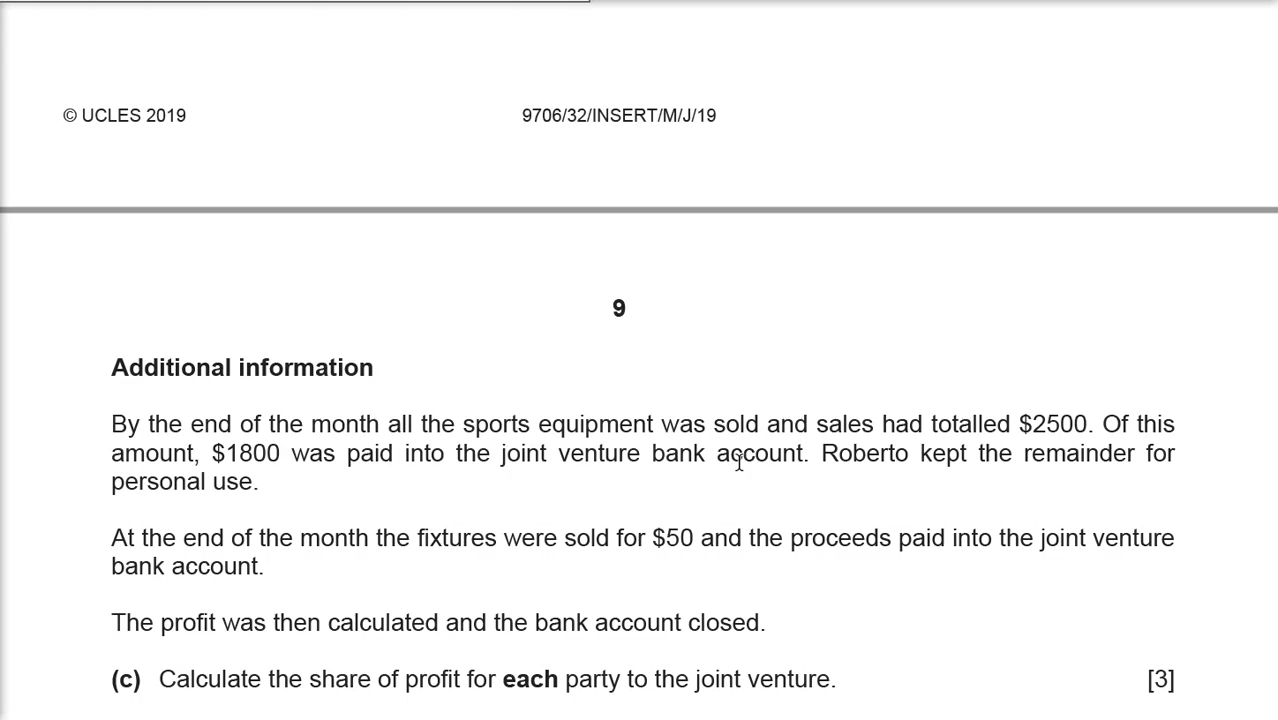 © UCLES 2019 9706/32/INSERT/M/J/19
9
Additional information
By the end of the month all the sports equipment was sold and sales had totalled $2500. Of this
amount, $1800 was paid into the joint venture bank account. Roberto kept the remainder for
personal use.
At the end of the month the fixtures were sold for $50 and the proceeds paid into the joint venture
bank account.
The profit was then calculated and the bank account closed.
(c) Calculate the share of profit for each party to the joint venture. [3]